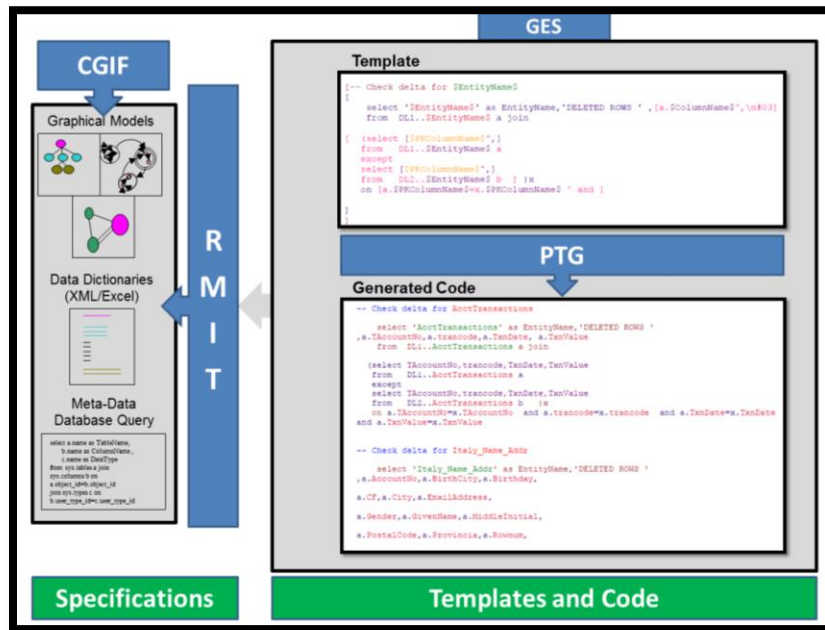 CGIF
Graphical Models
Data Dictionaries
(XML/Excel)
Meta-Data
Database Query
select a.name as TableName,
b.name as ColumnName ,
c.name as DataType
from sys.tables a join
sys.columns b on
a.object_id=b.object_id
join sys.types c on
b.user_type_id=c.user_type_id
R
M
I
T
GES
Template
[-- Check delta for $EntityName$
[
select '$EntityName$' as EntityName,'DELETED ROWS ' ,[a.$ColumnName$^,\n#03]
from DL1..$EntityName$ a join
[ (select [$PKColumnName$^,]
from DL1..$EntityName$ a
except
select [$PKColumnName$^,]
from DL2..$EntityName$ b ] )x
on [a.$PKColumnName$=x.$PKColumnName$ ^ and ]
]
]
PTG
Generated Code
-- Check delta for AcctTransactions
select 'AcctTransactions' as EntityName,'DELETED ROWS '
,a.TAccountNo,a.trancode,a.TxnDate, a.TxnValue
from DL1..AcctTransactions a join
(select TAccountNo,trancode,TxnDate,TxnValue
from DL1..AcctTransactions a
except
select TAccountNo,trancode,TxnDate,TxnValue
from DL2..AcctTransactions b )x
on a.TAccountNo=x.TAccountNo and a.trancode=x.trancode and a.TxnDate=x.TxnDate
and a.TxnValue=x.TxnValue
-- Check delta for Italy_Name_Addr
select 'Italy_Name_Addr' as EntityName,'DELETED ROWS '
,a.AccountNo,a.BirthCity,a.Birthday,
a.CF,a.City,a.EmailAddress,
a.Gender,a.GivenName,a.MiddleInitial,
a.PostalCode,a.Provincia,a.Rownum,
Specifications
Templates and Code